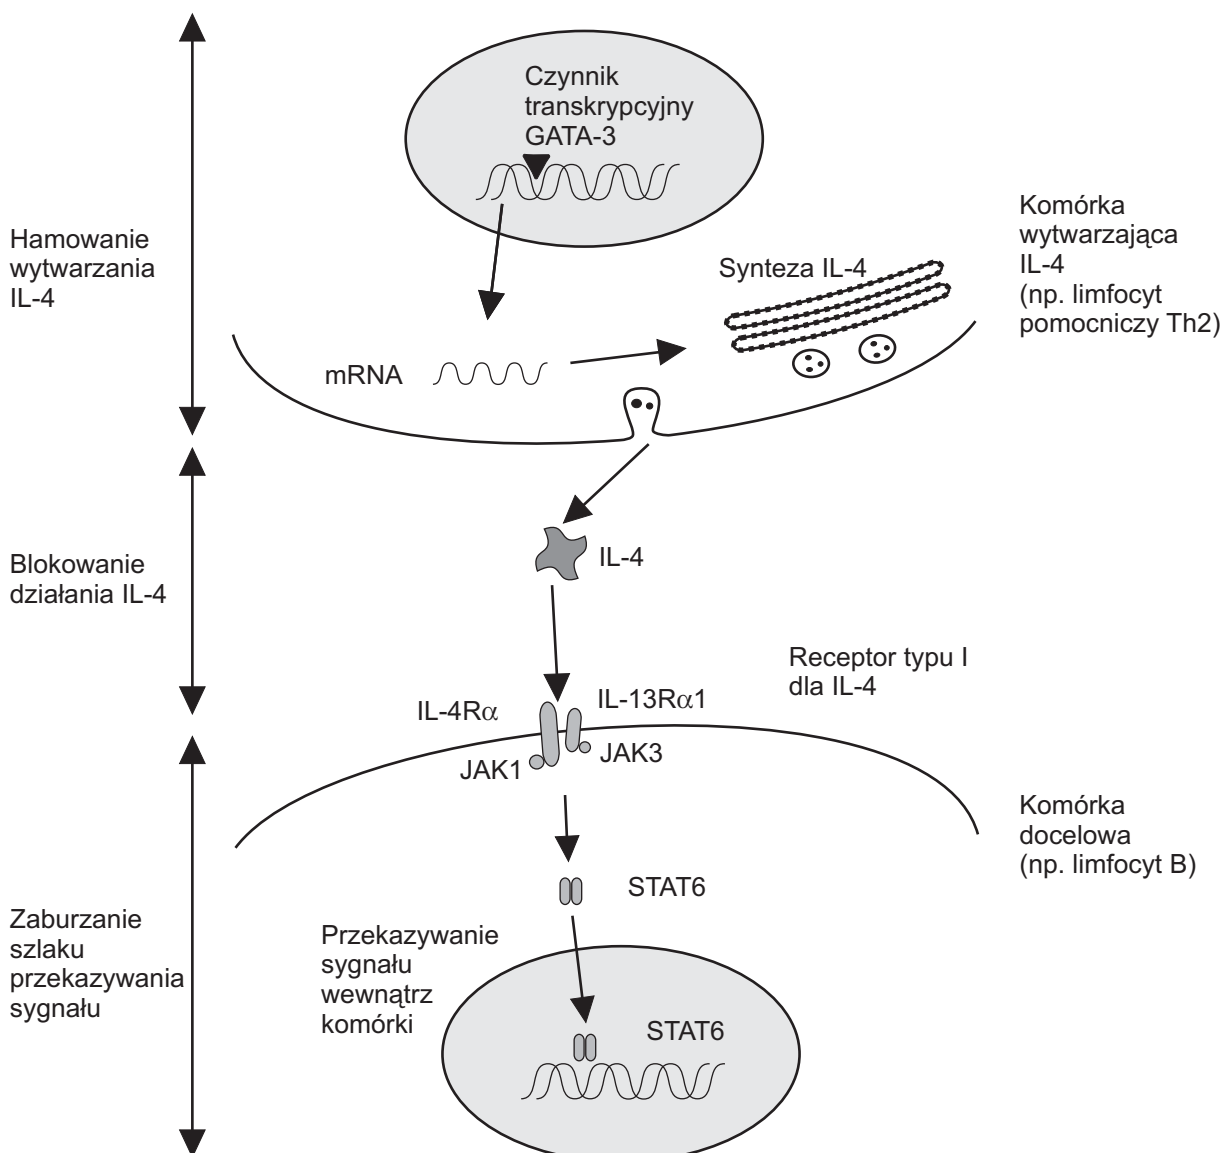 Czynnik
transkrypcyjny
GATA-3
Hamowanie
wytwarzania
IL-4
Komórka
wytwarzająca
IL-4
(np. limfocyt
pomocniczy Th2)
Synteza IL-4
mRNA
Blokowanie
działania IL-4
IL-4
Receptor typu I
dla IL-4
IL-4Rα
IL-13Rα1
JAK1
JAK3
Komórka
docelowa
(np. limfocyt B)
STAT6
Zaburzanie
szlaku
przekazywania
sygnału
Przekazywanie
sygnału
wewnątrz
komórki
STAT6